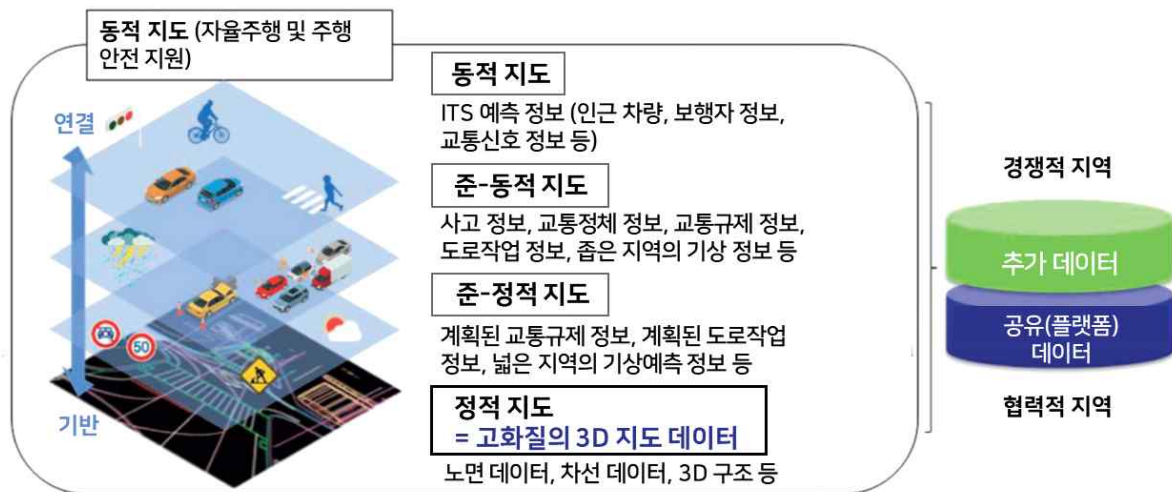 동적 지도 (자율주행 및 주행
안전 지원)
연결
기반
50
동적 지도
ITS 예측 정보 (인근 차량, 보행자 정보,
교통신호 정보 등)
준-동적 지도
사고 정보, 교통정체 정보, 교통규제 정보,
도로작업 정보, 좁은 지역의 기상 정보 등
준-정적 지도
계획된 교통규제 정보, 계획된 도로작업
정보, 넓은 지역의 기상예측 정보 등
정적 지도
= 고화질의 3D 지도 데이터
노면 데이터, 차선 데이터, 3D 구조 등
경쟁적 지역
추가 데이터
공유(플랫폼)
데이터
협력적 지역